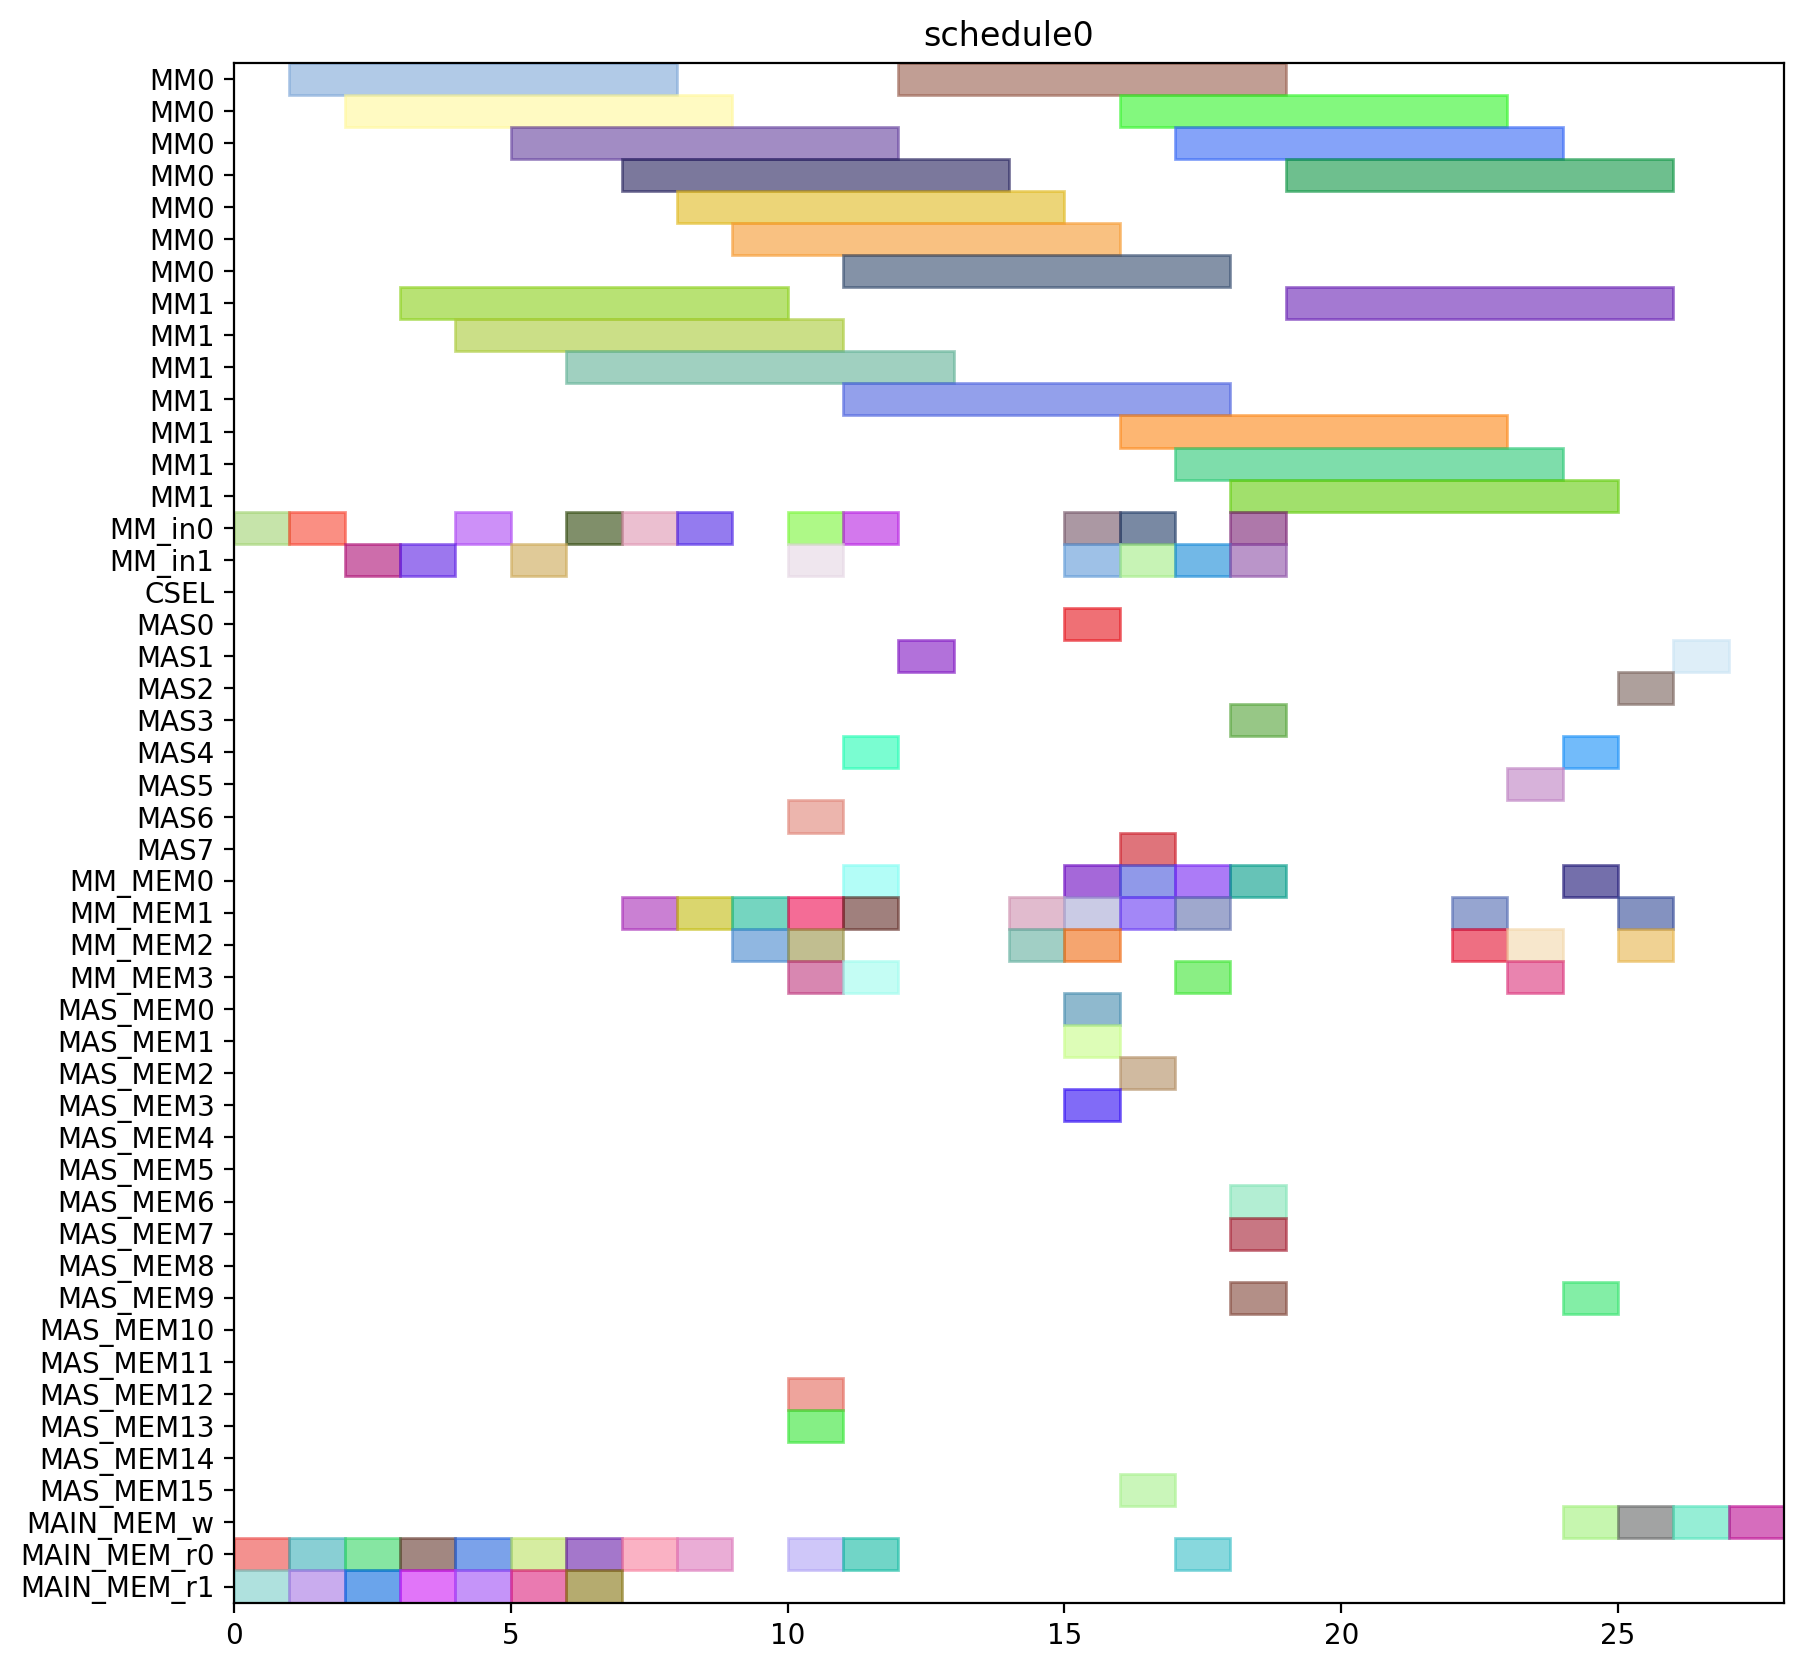 schedule0
MM0
MM0
MM0
MM0
MM0
MM0
MM0
MM1
MM1
MM1
MM1
MM1
MM1
MM1
MM_in0
MM_in1
CSEL
MAS0
MAS1
MAS2
MAS3
MAS4
MAS5
MAS6
MAS7
MM_MEM0
MM_MEM1
MM_MEM2
MM_MEM3
MAS_MEM0
MAS_MEM1
MAS_MEM2
MAS_MEM3
MAS_MEM4
MAS_MEM5
MAS_MEM6
MAS_MEM7
MAS_MEM8
MAS_MEM9
MAS_MEM10
MAS_MEM11
MAS_MEM12
MAS_MEM13
MAS_MEM14
MAS_MEM15
MAIN_MEM_w
MAIN_MEM_r0
MAIN_MEM_r1
0 5 10 15 20 25